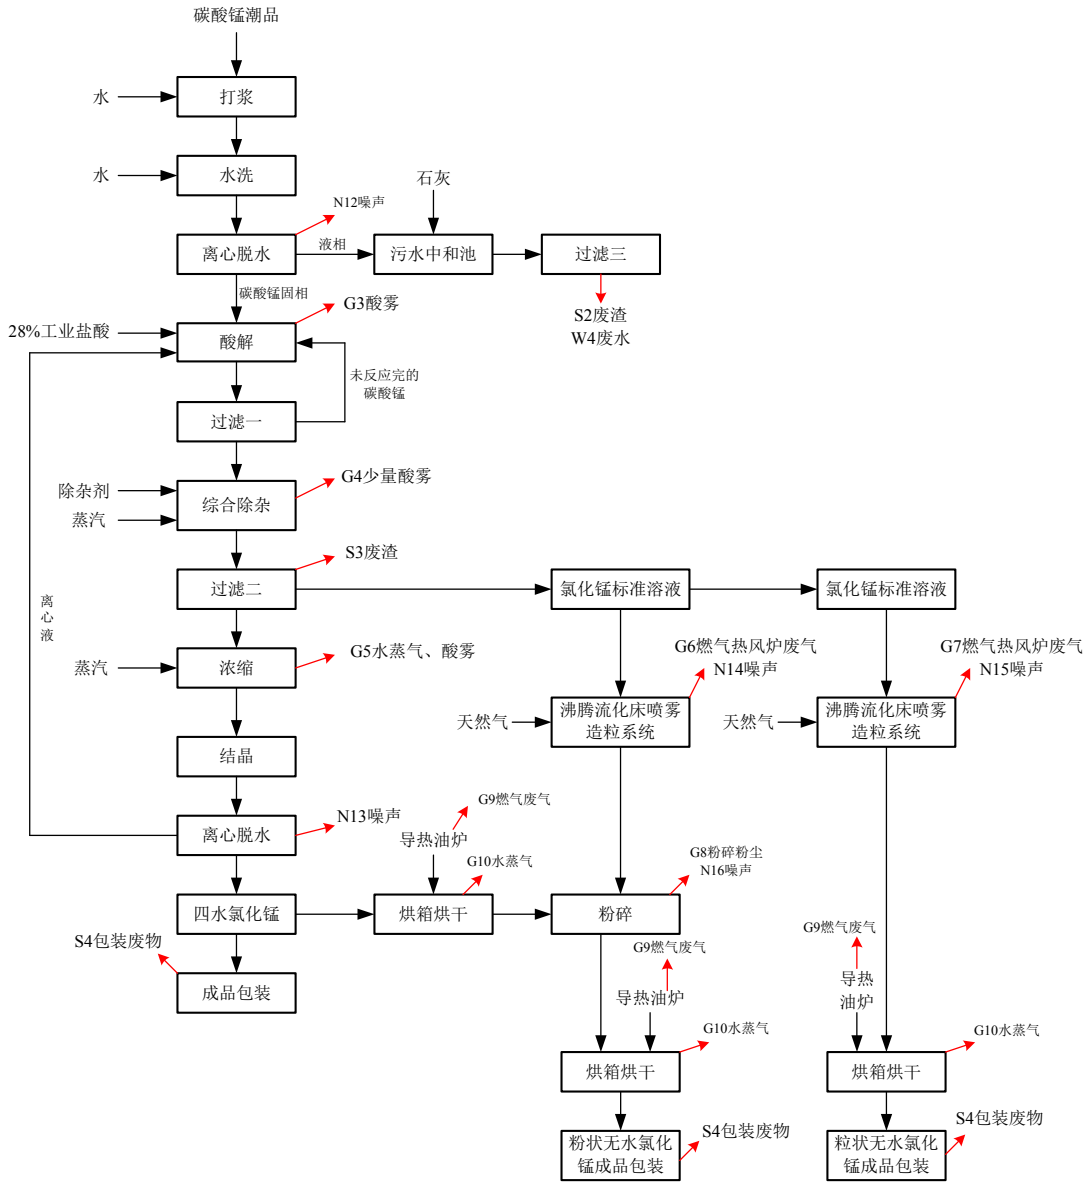 碳酸锰潮品
水
打浆
水
水洗
石灰
N12噪声
离心脱水
液相
污水中和池
过滤三
碳酸锰固相
G3酸雾
S2废渣
W4废水
28%工业盐酸
酸解
未反应完的
碳酸锰
过滤一
G4少量酸雾
除杂剂
蒸汽
综合除杂
S3废渣
过滤二
氯化锰标准溶液
氯化锰标准溶液
离
心
液
G5水蒸气、酸雾
蒸汽
浓缩
G6燃气热风炉废气
N14噪声
G7燃气热风炉废气
N15噪声
天然气
沸腾流化床喷雾
造粒系统
天然气
沸腾流化床喷雾
造粒系统
结晶
N13噪声
离心脱水
G9燃气废气
导热油炉
G10水蒸气
G8粉碎粉尘
N16噪声
四水氯化锰
烘箱烘干
粉碎
S4包装废物
成品包装
G9燃气废气
导热油炉
G9燃气废气
导热
油炉
G10水蒸气
G10水蒸气
烘箱烘干
烘箱烘干
S4包装废物
S4包装废物
粉状无水氯化
锰成品包装
粒状无水氯化
锰成品包装